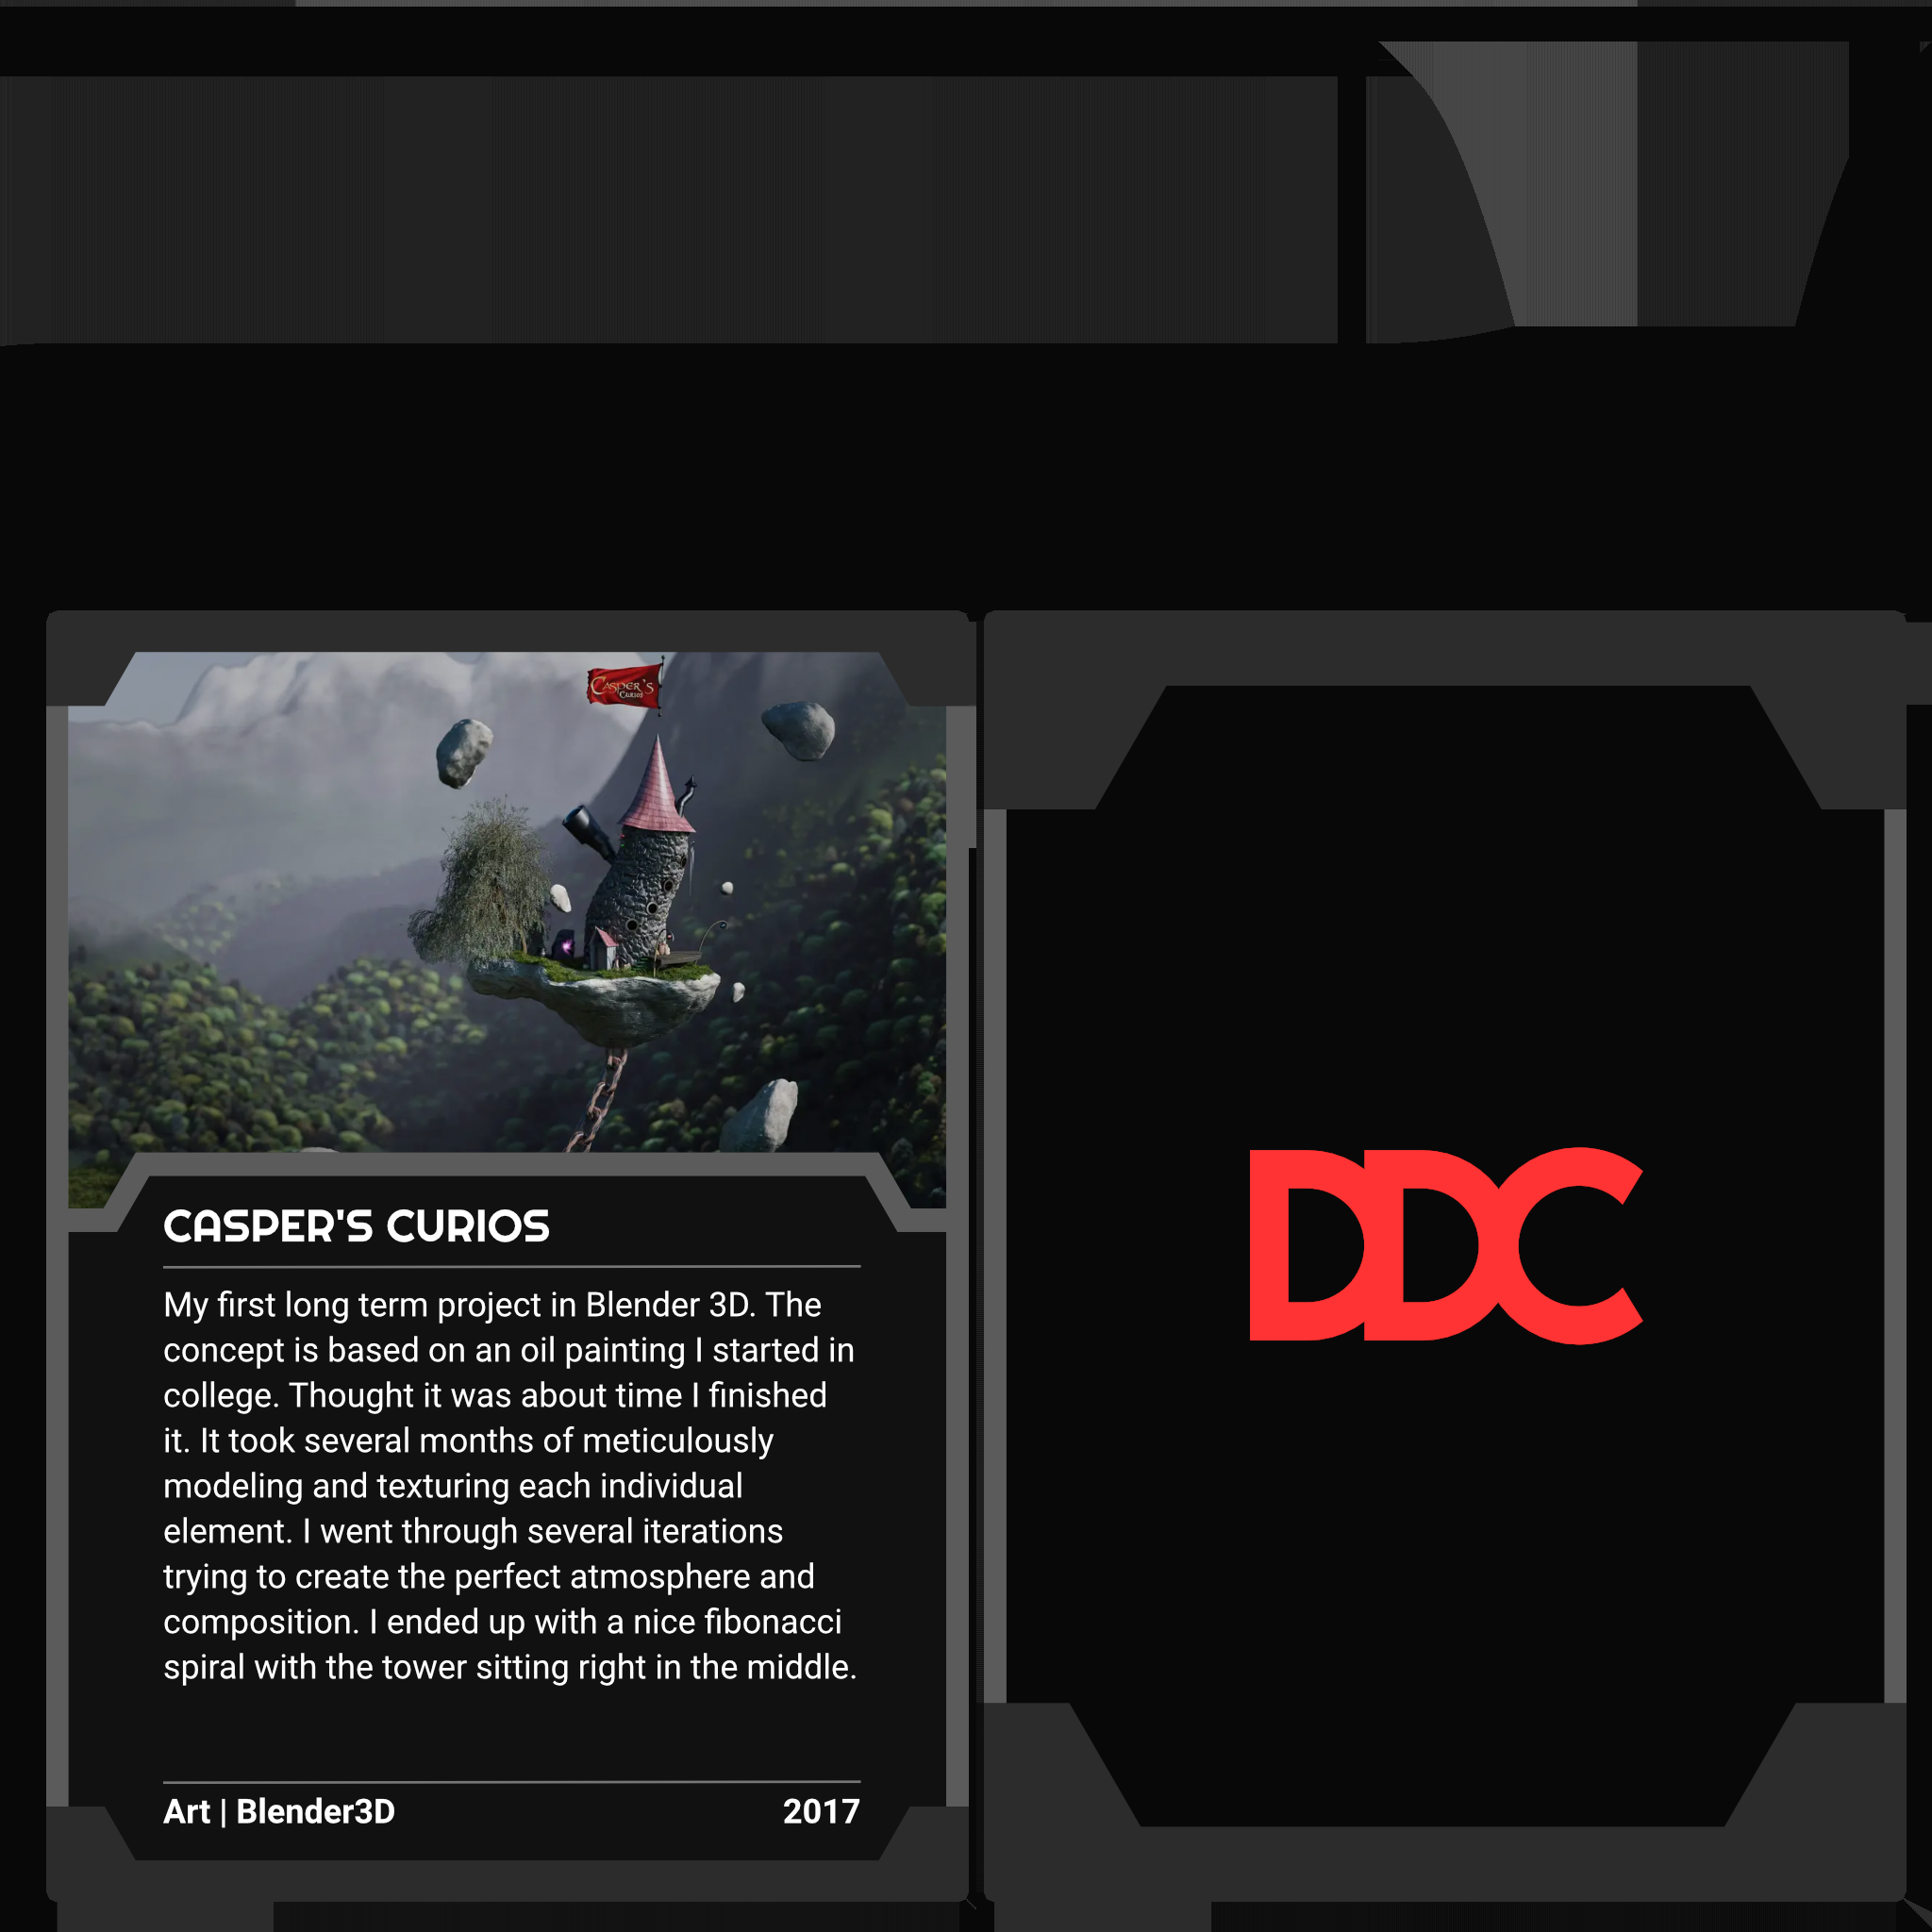 CASPER'S
CURIOS
CASPER'S CURIOS
My first long term project in Blender 3D. The
concept is based on an oil painting I started in
college. Thought it was about time I finished
it. It took several months of meticulously
modeling and texturing each individual
element. I went through several iterations
trying to create the perfect atmosphere and
composition. I ended up with a nice fibonacci
spiral with the tower sitting right in the middle.
Art | Blender3D 2017
DDC